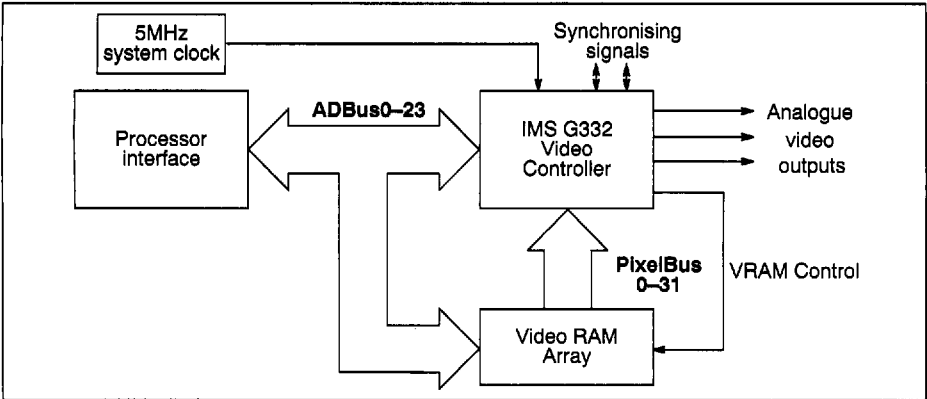 5MHz
system clock
Synchronising
signals
ADBus0–23
Processor
interface
IMS G332
Video
Controller
Analogue
video
outputs
PixelBus
0–31
VRAM Control
Video RAM
Array